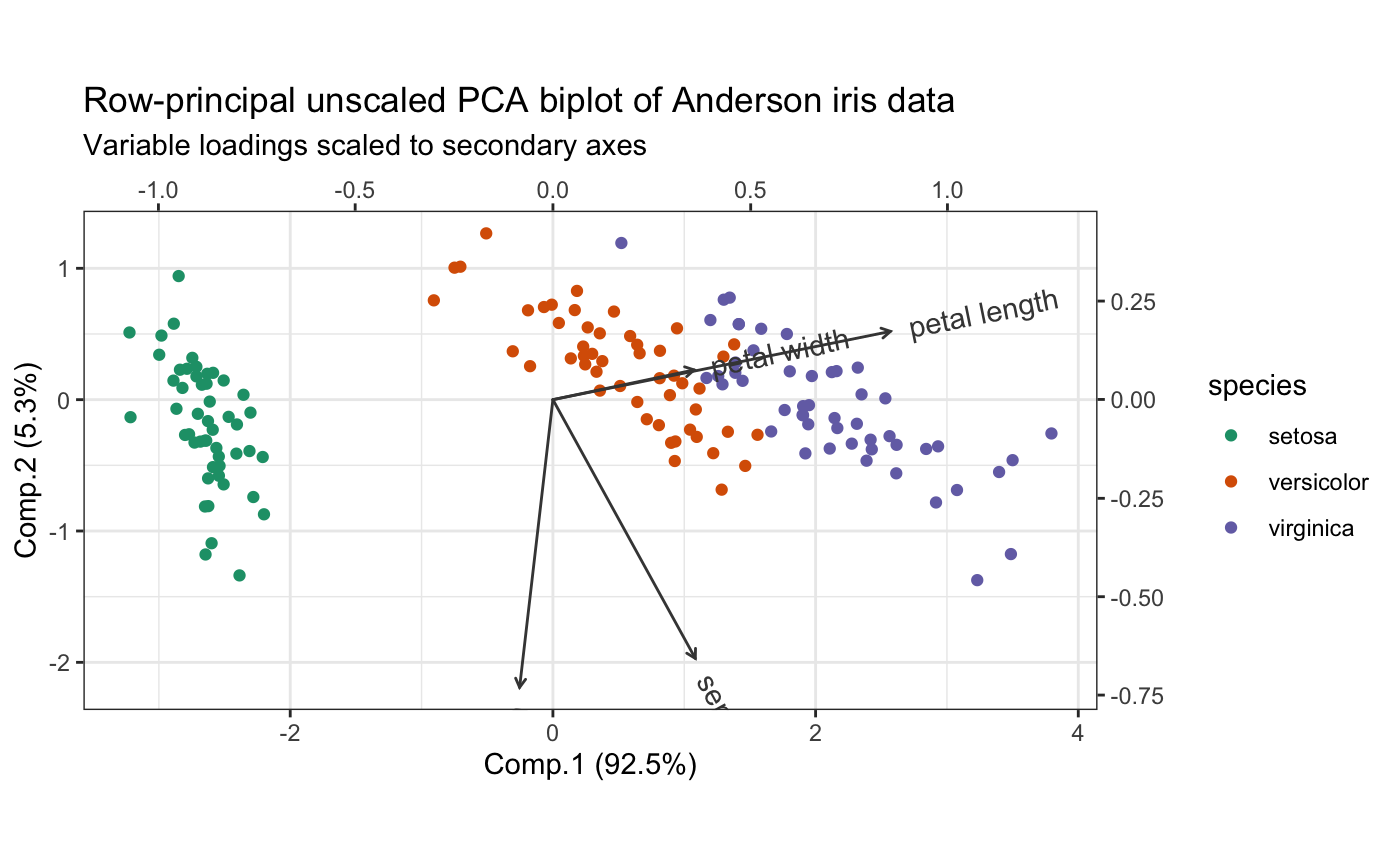 Row-principal unscaled PCA biplot of Anderson iris data
Variable loadings scaled to secondary axes
-1.0 -0.5 0.0 0.5 1.0
1
0
-1
-2
Comp.2 (5.3%)
petal length
petal width
0.25
0.00
-0.25
-0.50
-0.75
-2 0 2 4
Comp.1 (92.5%)
species
setosa
versicolor
virginica